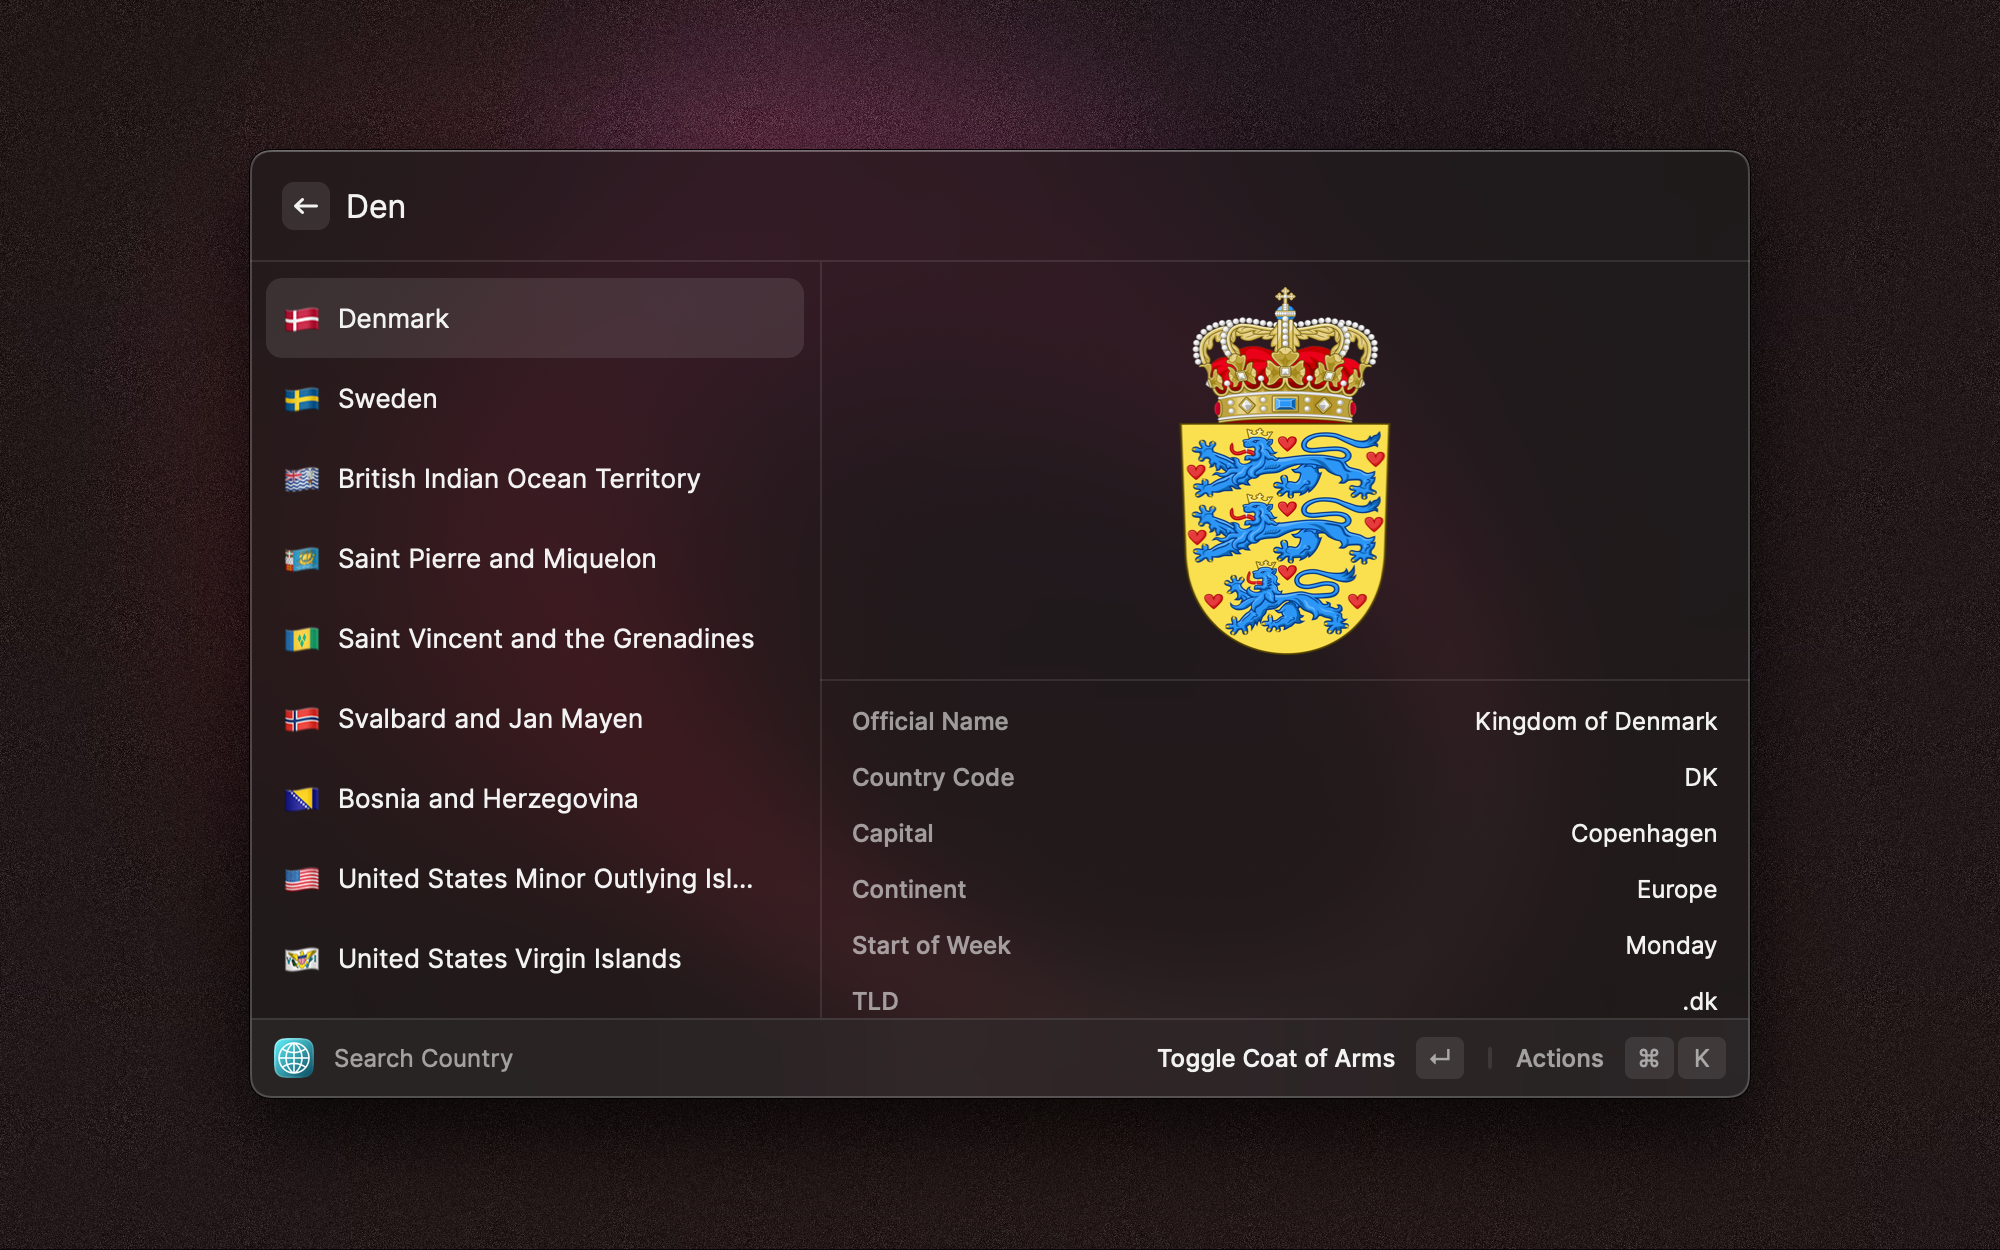 Den
Denmark
Sweden
British Indian Ocean Territory
Saint Pierre and Miquelon
Saint Vincent and the Grenadines
Svalbard and Jan Mayen
Bosnia and Herzegovina
United States Minor Outlying Isl...
United States Virgin Islands
Official Name Kingdom of Denmark
Country Code DK
Capital Copenhagen
Continent Europe
Start of Week Monday
TLD .dk
Search Country Toggle Coat of Arms ↵ Actions ⌘ K